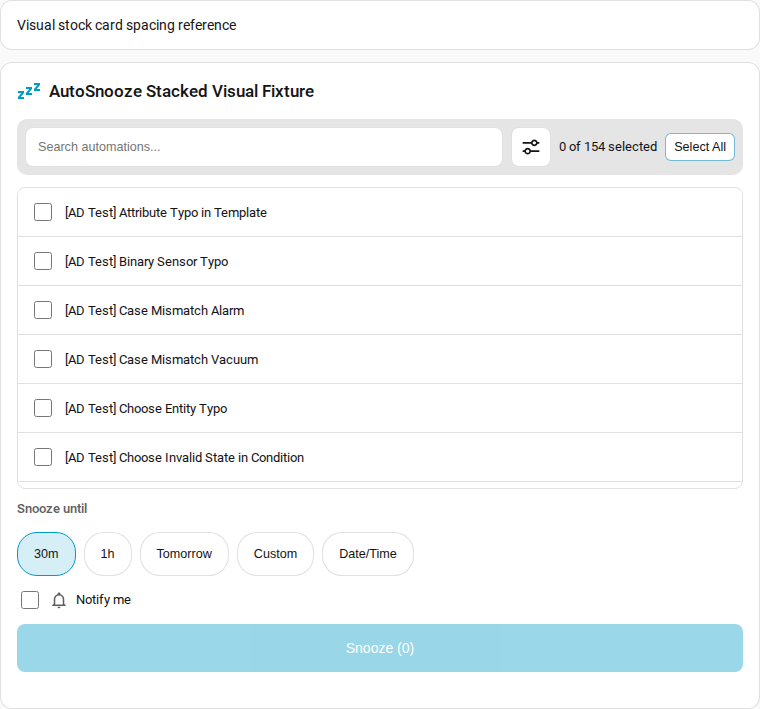 Visual stock card spacing reference
zzz AutoSnooze Stacked Visual Fixture
Search automations...
0 of 154 selected
Select All
[AD Test] Attribute Typo in Template
[AD Test] Binary Sensor Typo
[AD Test] Case Mismatch Alarm
[AD Test] Case Mismatch Vacuum
[AD Test] Choose Entity Typo
[AD Test] Choose Invalid State in Condition
Snooze until
30m 1h Tomorrow Custom Date/Time
Notify me
Snooze (0)